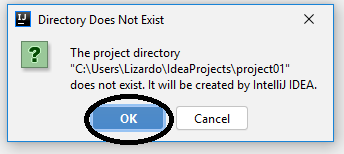 IJ
Directory Does Not Exist
?
The project directory
"C:\Users\Lizardo\IdeaProjects\project01"
does not exist. It will be created by IntelliJ IDEA.
OK
Cancel